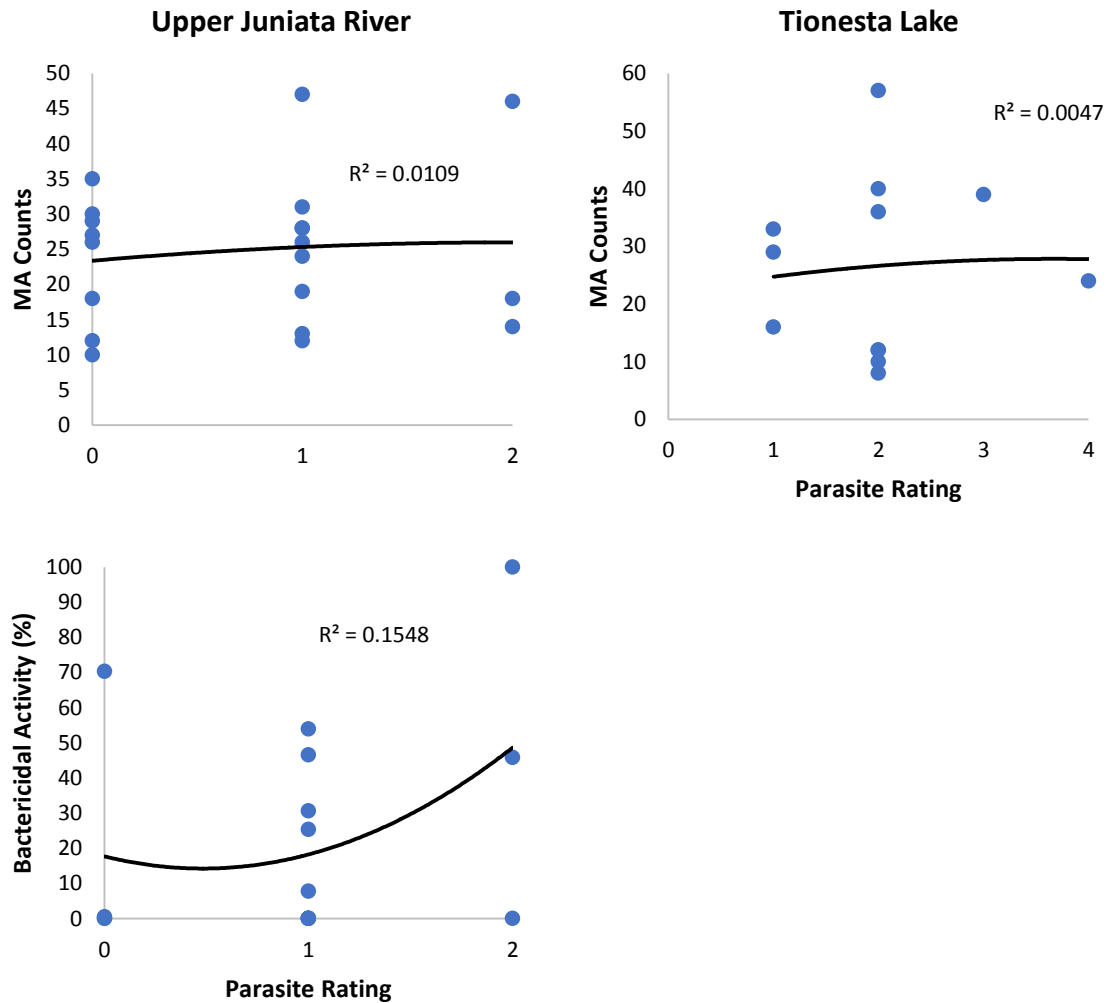 Upper Juniata River
MA Counts
50
45
40
35
30
25
20
15
10
5
0
R² = 0.0109
0 1 2
Tionesta Lake
MA Counts
60
50
40
30
20
10
0
R² = 0.0047
0 1 2 3 4
Parasite Rating
Bactericidal Activity (%)
100
90
80
70
60
50
40
30
20
10
0
R² = 0.1548
0 1 2
Parasite Rating